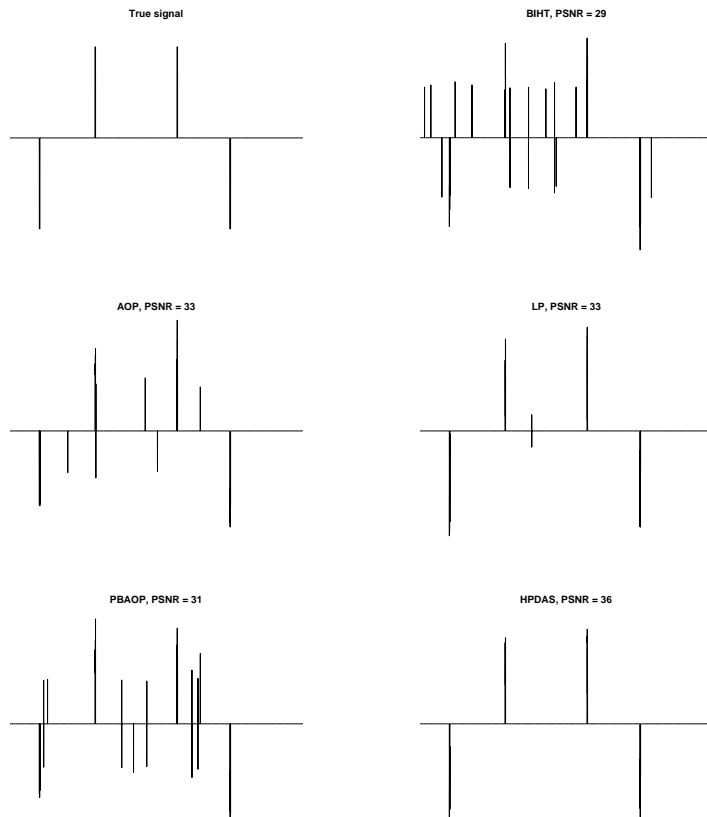 True signal
BIHT, PSNR = 29
AOP, PSNR = 33
LP, PSNR = 33
PBAOP, PSNR = 31
HPDAS, PSNR = 36